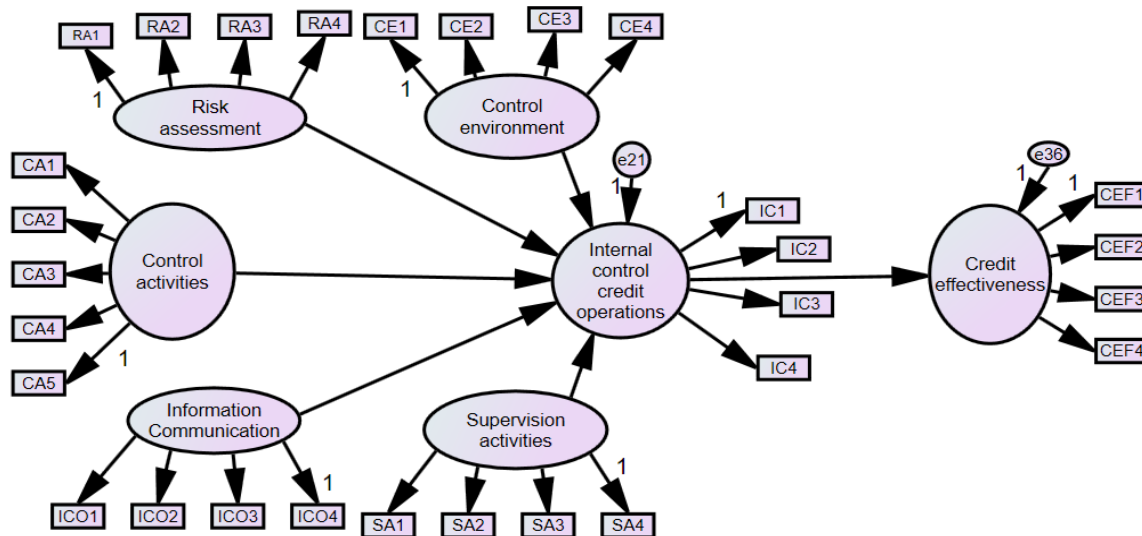 RA1
RA2
RA3
RA4
1
Risk
assessment
CE1
CE2
CE3
CE4
1
Control
environment
e21
1
e36
1
CA1
CA2
CA3
CA4
CA5
1
Control
activities
Internal
control
credit
operations
1
IC1
IC2
IC3
IC4
Credit
effectiveness
1
CEF1
CEF2
CEF3
CEF4
Information
Communication
1
ICO1
ICO2
ICO3
ICO4
Supervision
activities
1
SA1
SA2
SA3
SA4